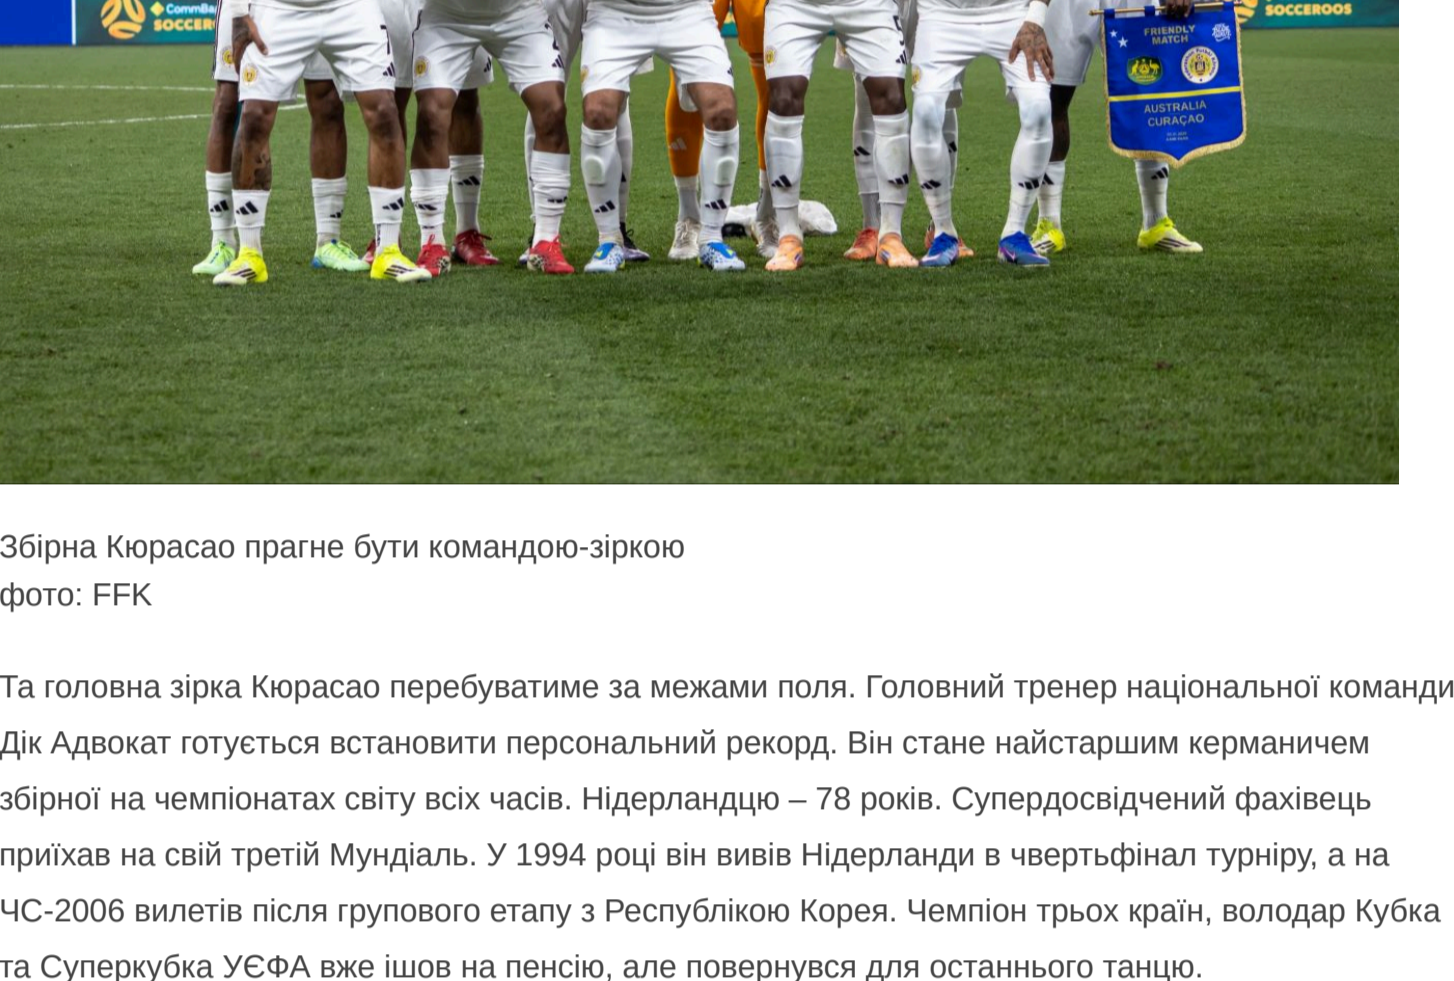 CommBa
SOCCEROOS
SOCCEROOS
FRIENDLY
MATCH
AUSTRALIA
CURAÇAO
Збірна Кюрасао прагне бути командою-зіркою
фото: FFK
Та головна зірка Кюрасао перебуватиме за межами поля. Головний тренер національної команди
Дік Адвокат готується встановити персональний рекорд. Він стане найстаршим керманичем
збірної на чемпіонатах світу всіх часів. Нідерландцю – 78 років. Супердосвідчений фахівець
приїхав на свій третій Мундіаль. У 1994 році він вивів Нідерланди в чвертьфінал турніру, а на
ЧС-2006 вилетів після групового етапу з Республікою Корея. Чемпіон трьох країн, володар Кубка
та Суперкубка УЄФА вже ішов на пенсію, але повернувся для останнього танцю.